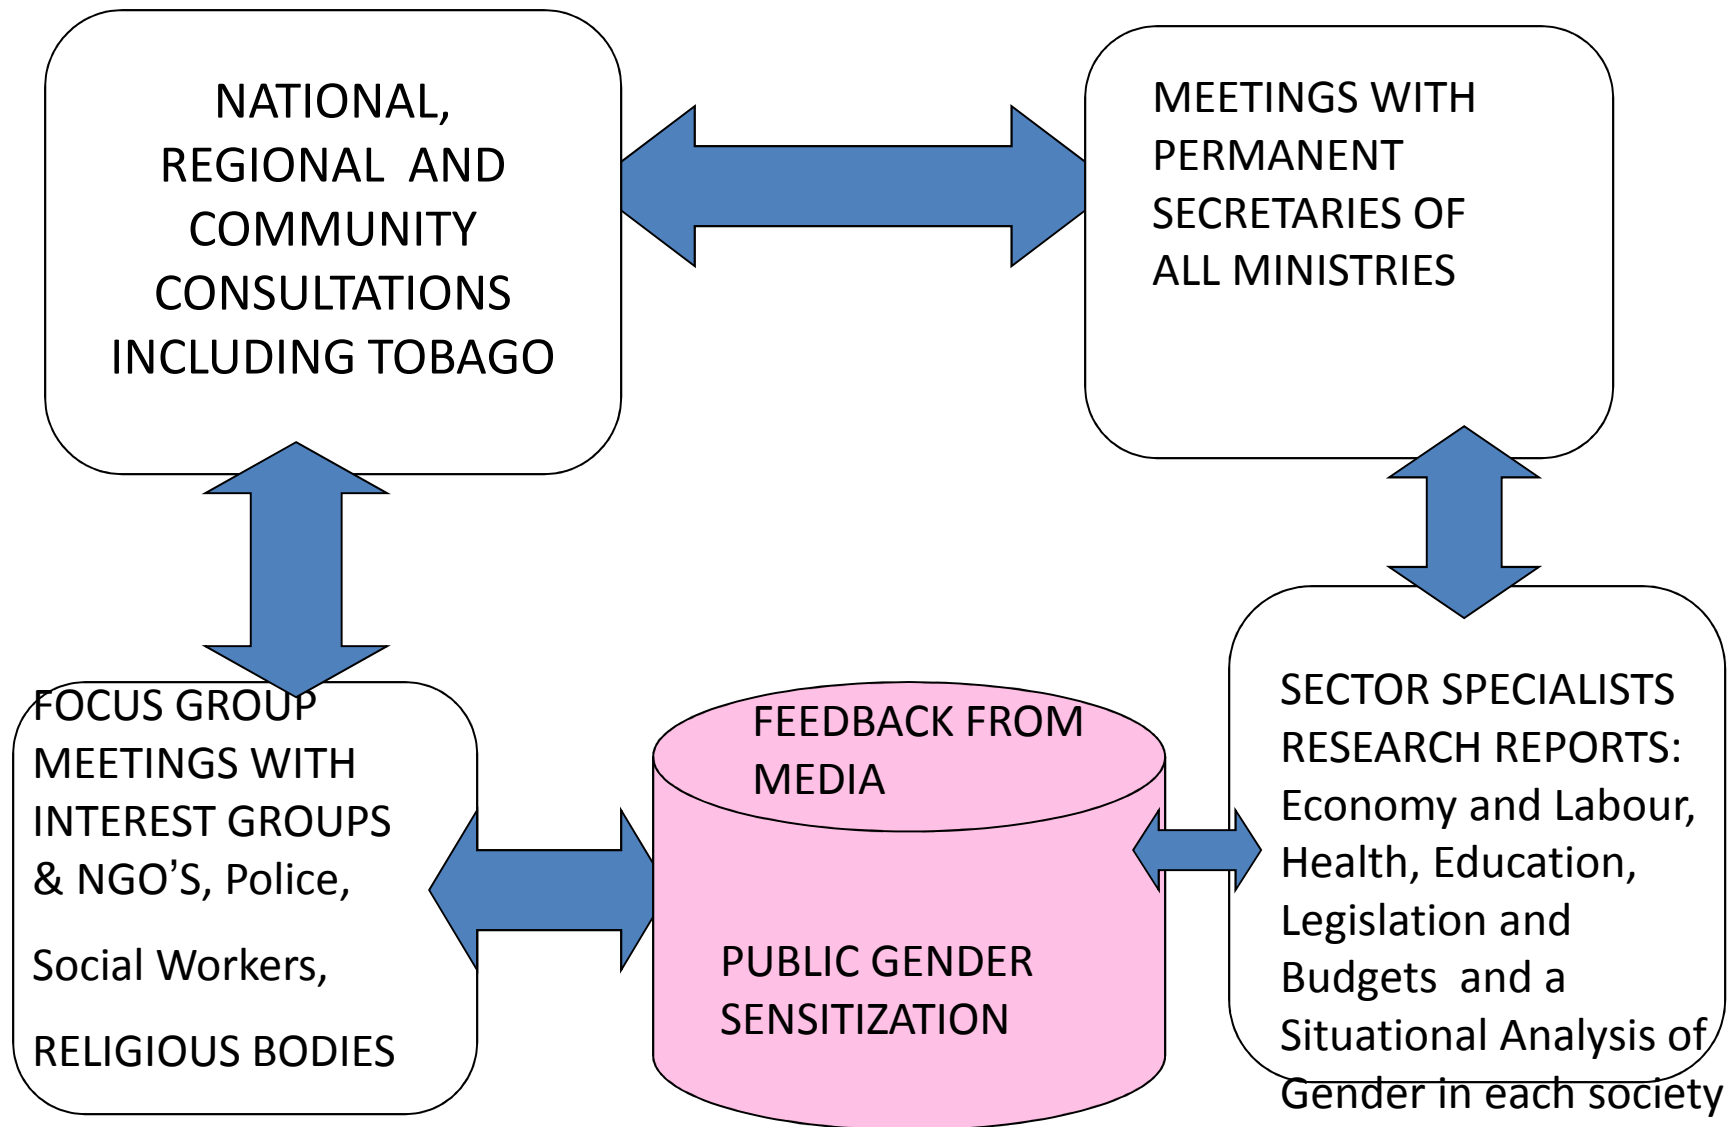 NATIONAL,
REGIONAL  AND
COMMUNITY
CONSULTATIONS
INCLUDING TOBAGO
MEETINGS WITH
PERMANENT
SECRETARIES OF
ALL MINISTRIES
FOCUS GROUP
MEETINGS WITH
INTEREST GROUPS
& NGO’S, Police,
Social Workers,
RELIGIOUS BODIES
FEEDBACK FROM
MEDIA
PUBLIC GENDER
SENSITIZATION
SECTOR SPECIALISTS
RESEARCH REPORTS:
Economy and Labour,
Health, Education,
Legislation and
Budgets  and a
Situational Analysis of
Gender in each society